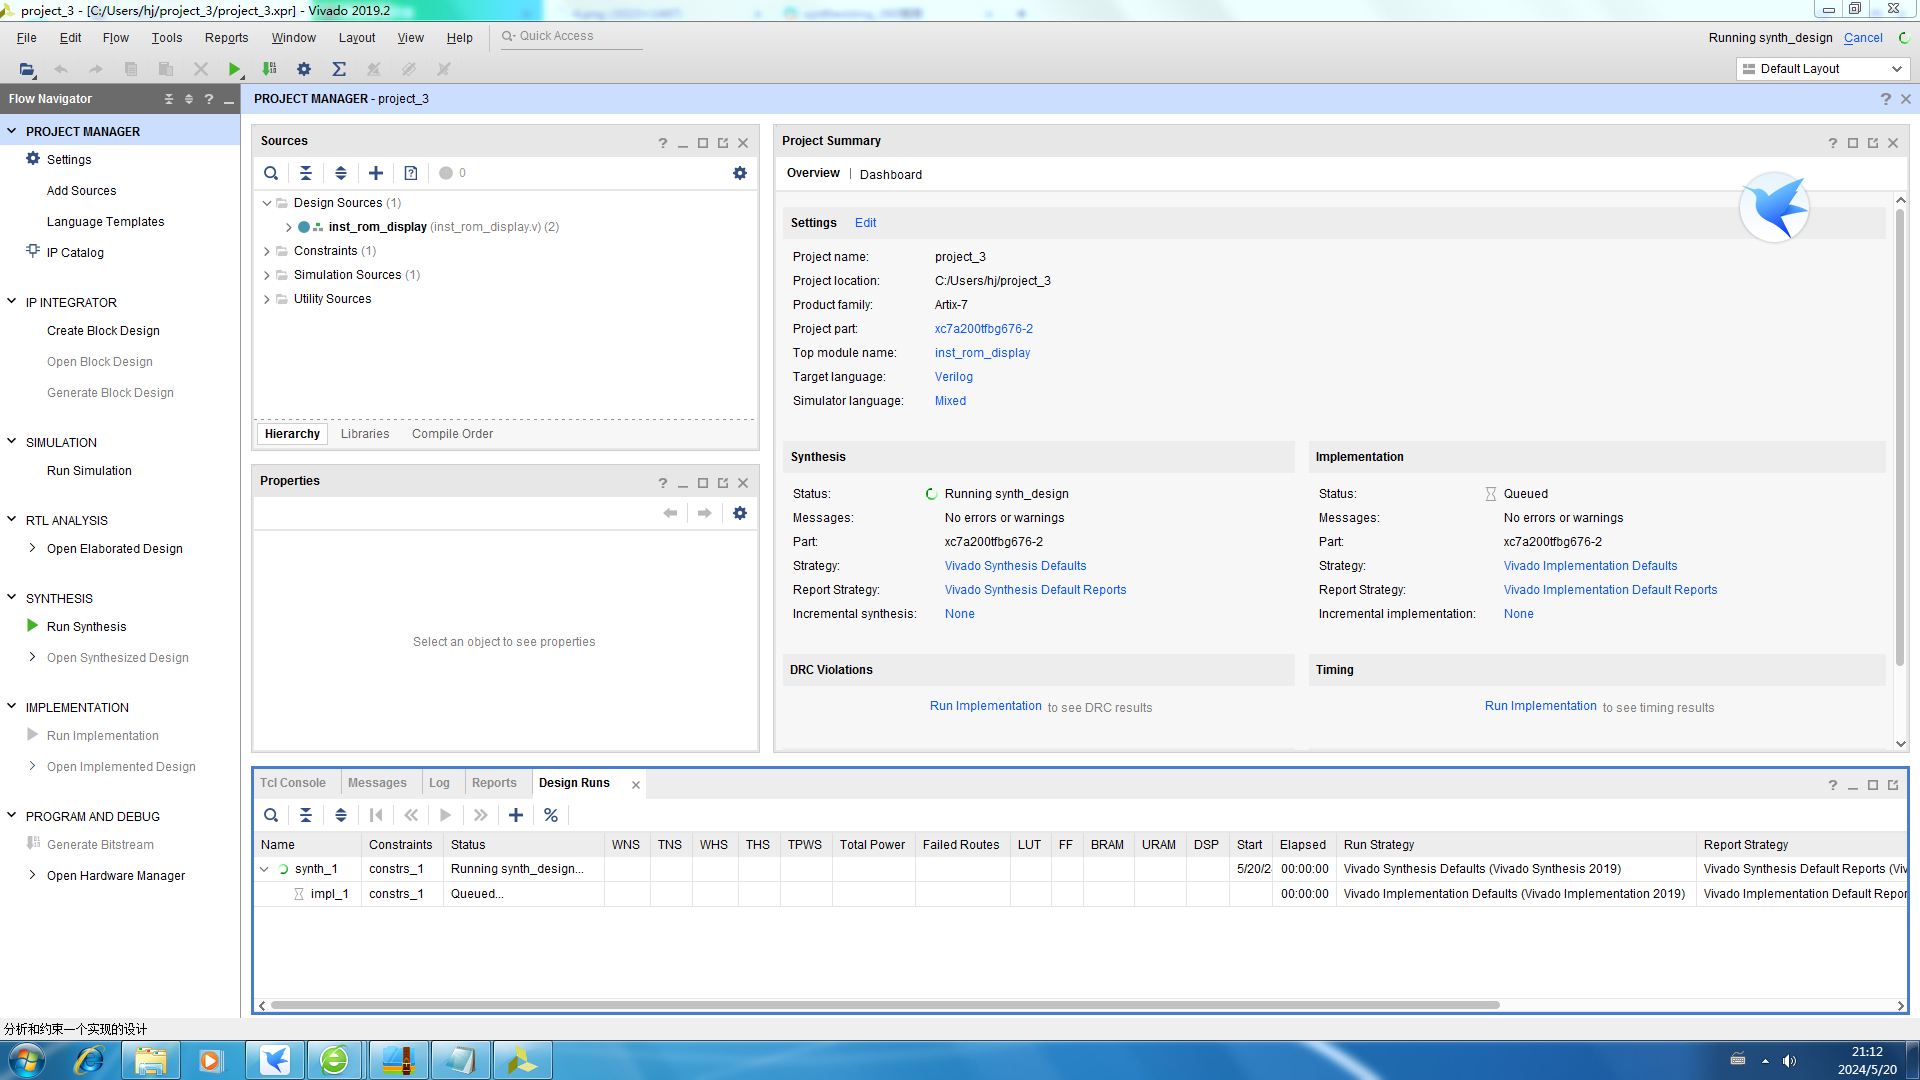 project_3 - [C:/Users/hj/project_3/project_3.xpr] - Vivado 2019.2
File Edit Flow Tools Reports Window Layout View Help Quick Access
Running synth_design Cancel
Default Layout
Flow Navigator
PROJECT MANAGER - project_3
PROJECT MANAGER
Settings
Add Sources
Language Templates
IP Catalog
IP INTEGRATOR
Create Block Design
Open Block Design
Generate Block Design
SIMULATION
Run Simulation
RTL ANALYSIS
Open Elaborated Design
SYNTHESIS
Run Synthesis
Open Synthesized Design
IMPLEMENTATION
Run Implementation
Open Implemented Design
PROGRAM AND DEBUG
Generate Bitstream
Open Hardware Manager
Sources
0
Design Sources (1)
inst_rom_display (inst_rom_display.v) (2)
Constraints (1)
Simulation Sources (1)
Utility Sources
Hierarchy Libraries Compile Order
Properties
Select an object to see properties
Project Summary
Overview | Dashboard
Settings Edit
Project name: project_3
Project location: C:/Users/hj/project_3
Product family: Artix-7
Project part: xc7a200tfbg676-2
Top module name: inst_rom_display
Target language: Verilog
Simulator language: Mixed
Synthesis
Status: Running synth_design
Messages: No errors or warnings
Part: xc7a200tfbg676-2
Strategy: Vivado Synthesis Defaults
Report Strategy: Vivado Synthesis Default Reports
Incremental synthesis: None
Implementation
Status: Queued
Messages: No errors or warnings
Part: xc7a200tfbg676-2
Strategy: Vivado Implementation Defaults
Report Strategy: Vivado Implementation Default Reports
Incremental implementation: None
DRC Violations
Run Implementation to see DRC results
Timing
Run Implementation to see timing results
Tcl Console Messages Log Reports Design Runs
Name Constraints Status WNS TNS WHS THS TPWS Total Power Failed Routes LUT FF BRAM URAM DSP Start Elapsed Run Strategy Report Strategy
synth_1 constrs_1 Running synth_design... 5/20/2 00:00:00 Vivado Synthesis Defaults (Vivado Synthesis 2019) Vivado Synthesis Default Reports (Viv
impl_1 constrs_1 Queued... 00:00:00 Vivado Implementation Defaults (Vivado Implementation 2019) Vivado Implementation Default Repor
分析和约束一个实现的设计
21:12
2024/5/20